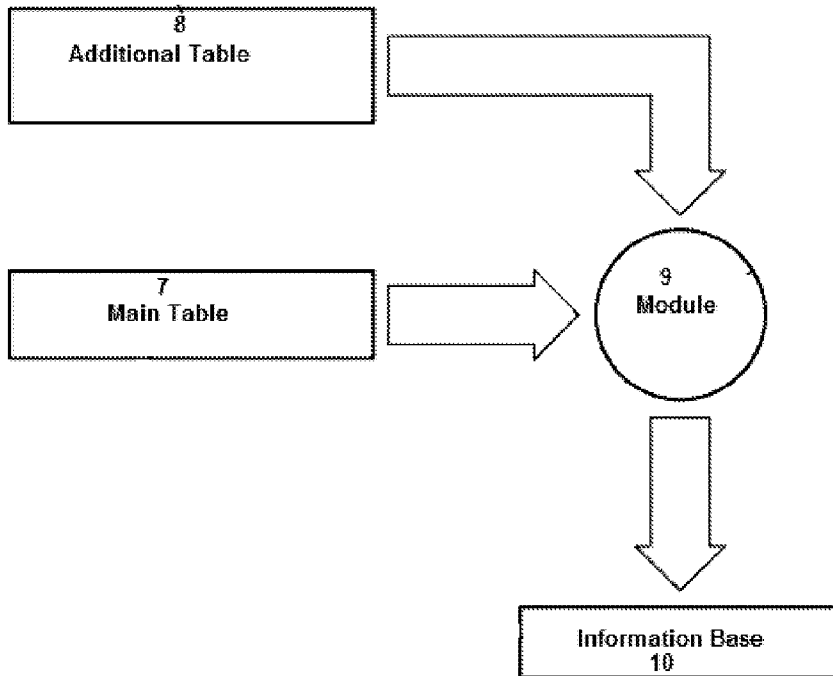 8
Additional Table
7
Main Table
9
Module
Information Base
10